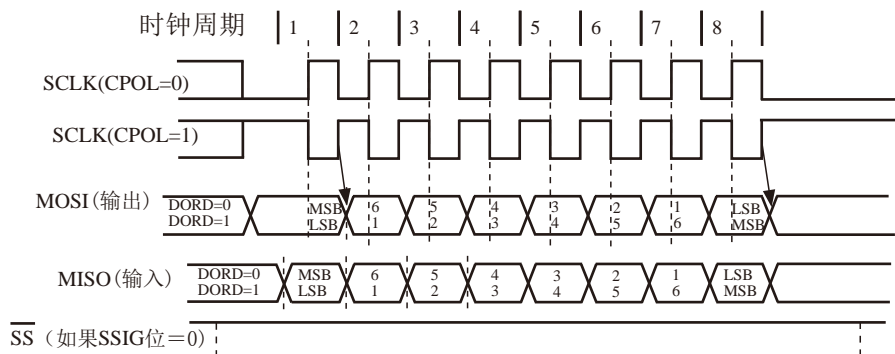 时钟周期 1 2 3 4 5 6 7 8
SCLK(CPOL=0)
SCLK(CPOL=1)
MOSI(输出) DORD=0 MSB 6 5 4 3 2 1 LSB
DORD=1 LSB 1 2 3 4 5 6 MSB
MISO(输入) DORD=0 MSB 6 5 4 3 2 1 LSB
DORD=1 LSB 1 2 3 4 5 6 MSB
SS (如果SSIG位=0)